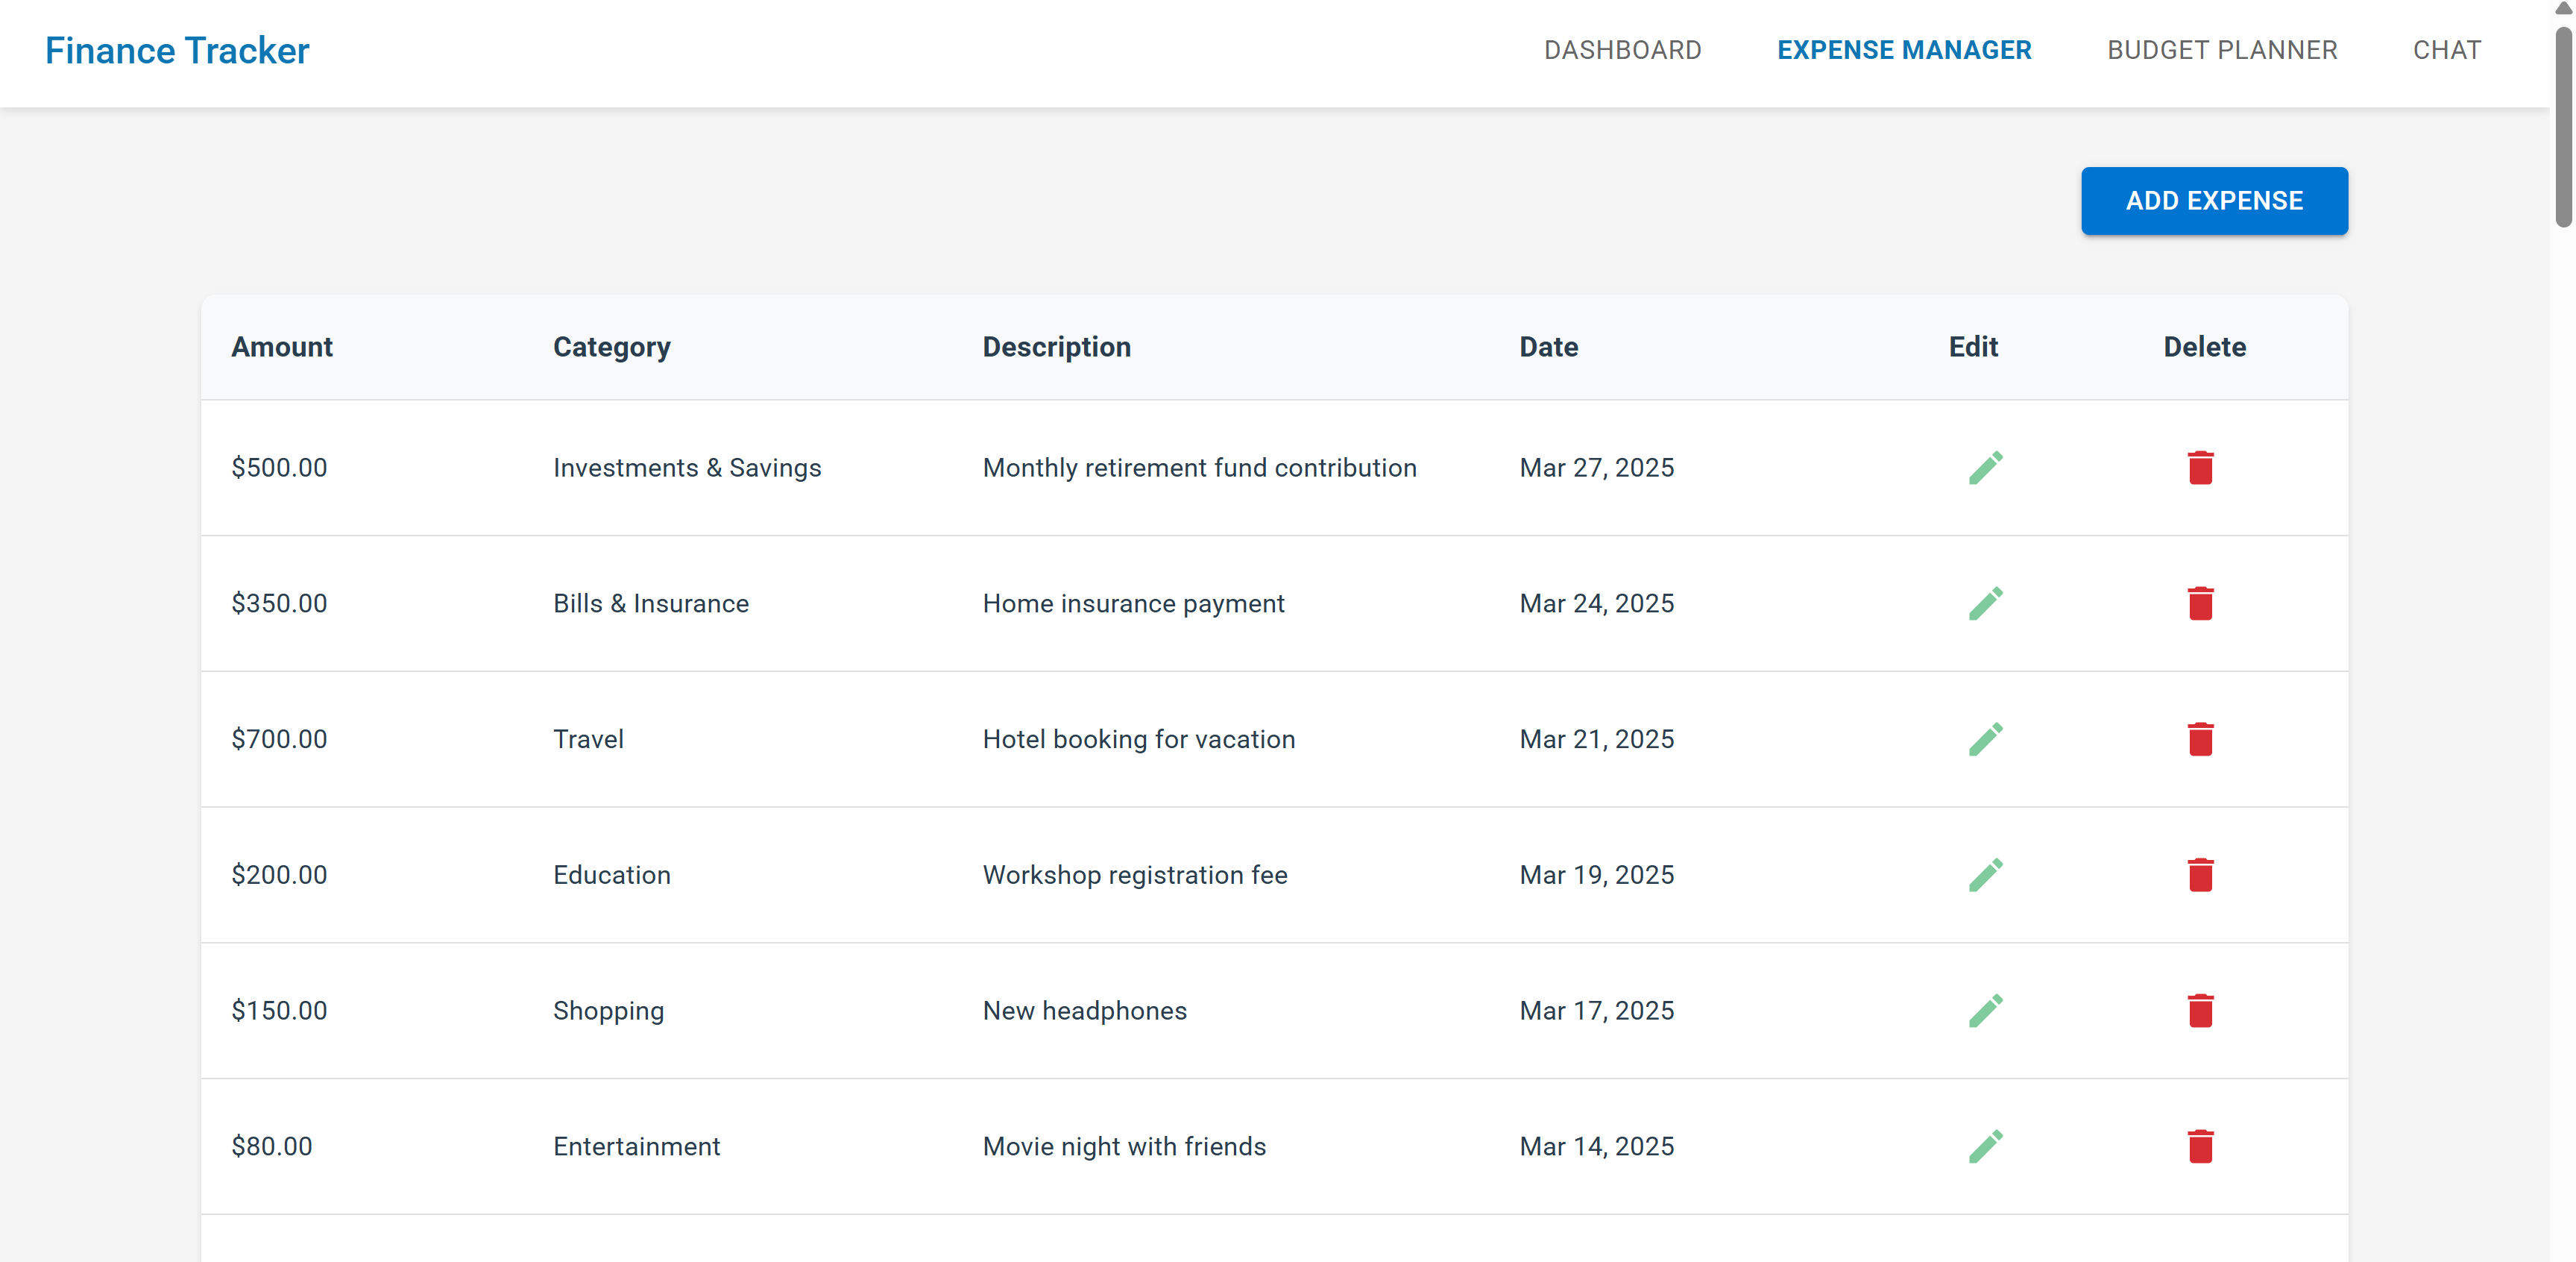 Finance Tracker DASHBOARD EXPENSE MANAGER BUDGET PLANNER CHAT
ADD EXPENSE
Amount Category Description Date Edit Delete
$500.00 Investments & Savings Monthly retirement fund contribution Mar 27, 2025
$350.00 Bills & Insurance Home insurance payment Mar 24, 2025
$700.00 Travel Hotel booking for vacation Mar 21, 2025
$200.00 Education Workshop registration fee Mar 19, 2025
$150.00 Shopping New headphones Mar 17, 2025
$80.00 Entertainment Movie night with friends Mar 14, 2025